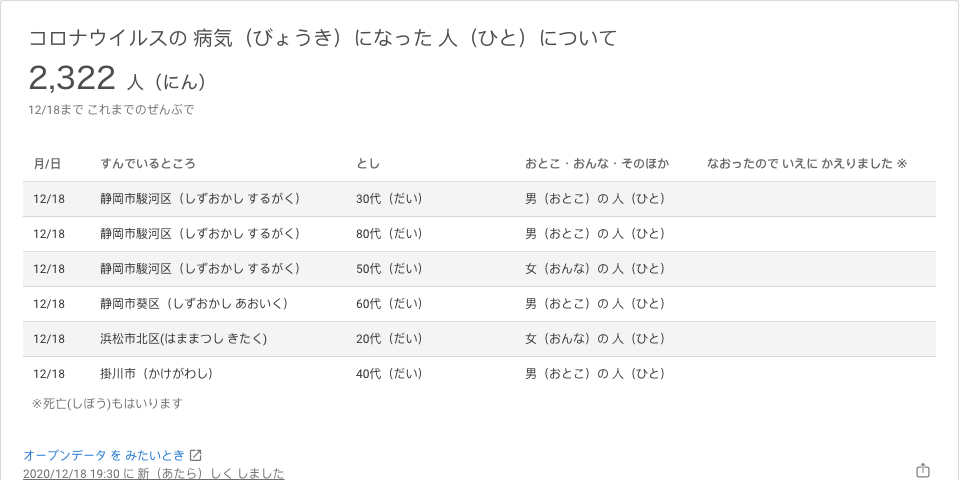 コロナウイルスの 病気（びょうき）になった 人（ひと）について
2,322 人（にん）
12/18まで これまでのぜんぶで
月/日 すんでいるところ とし おとこ・おんな・そのほか なおったので いえに かえりました ※
12/18 静岡市駿河区（しずおかし するがく） 30代（だい） 男（おとこ）の 人（ひと）
12/18 静岡市駿河区（しずおかし するがく） 80代（だい） 男（おとこ）の 人（ひと）
12/18 静岡市駿河区（しずおかし するがく） 50代（だい） 女（おんな）の 人（ひと）
12/18 静岡市葵区（しずおかし あおいく） 60代（だい） 男（おとこ）の 人（ひと）
12/18 浜松市北区(はままつし きたく) 20代（だい） 女（おんな）の 人（ひと）
12/18 掛川市（かけがわし） 40代（だい） 男（おとこ）の 人（ひと）
※死亡(しぼう)もはいります
オープンデータ を みたいとき
2020/12/18 19:30 に 新（あたら）しく しました